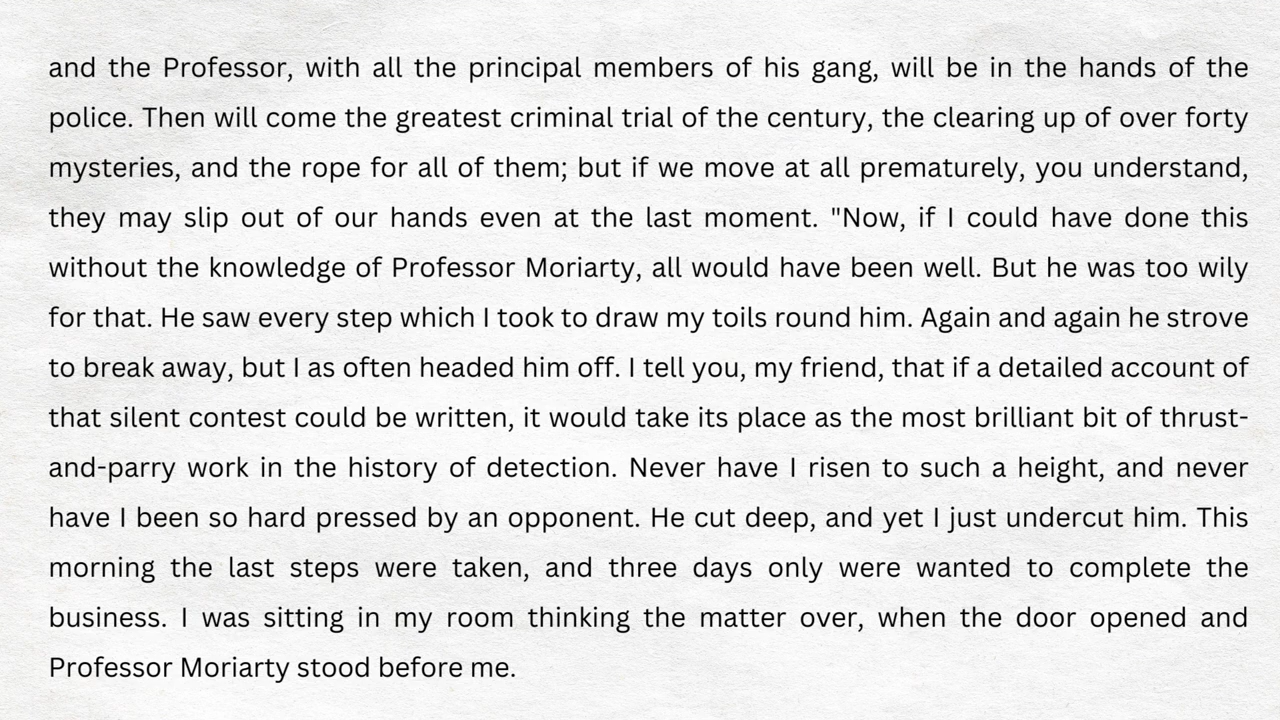 and the Professor, with all the principal members of his gang, will be in the hands of the
police. Then will come the greatest criminal trial of the century, the clearing up of over forty
mysteries, and the rope for all of them; but if we move at all prematurely, you understand,
they may slip out of our hands even at the last moment. "Now, if I could have done this
without the knowledge of Professor Moriarty, all would have been well. But he was too wily
for that. He saw every step which I took to draw my toils round him. Again and again he strove
to break away, but I as often headed him off. I tell you, my friend, that if a detailed account of
that silent contest could be written, it would take its place as the most brilliant bit of thrust-
and-parry work in the history of detection. Never have I risen to such a height, and never
have I been so hard pressed by an opponent. He cut deep, and yet I just undercut him. This
morning the last steps were taken, and three days only were wanted to complete the
business. I was sitting in my room thinking the matter over, when the door opened and
Professor Moriarty stood before me.